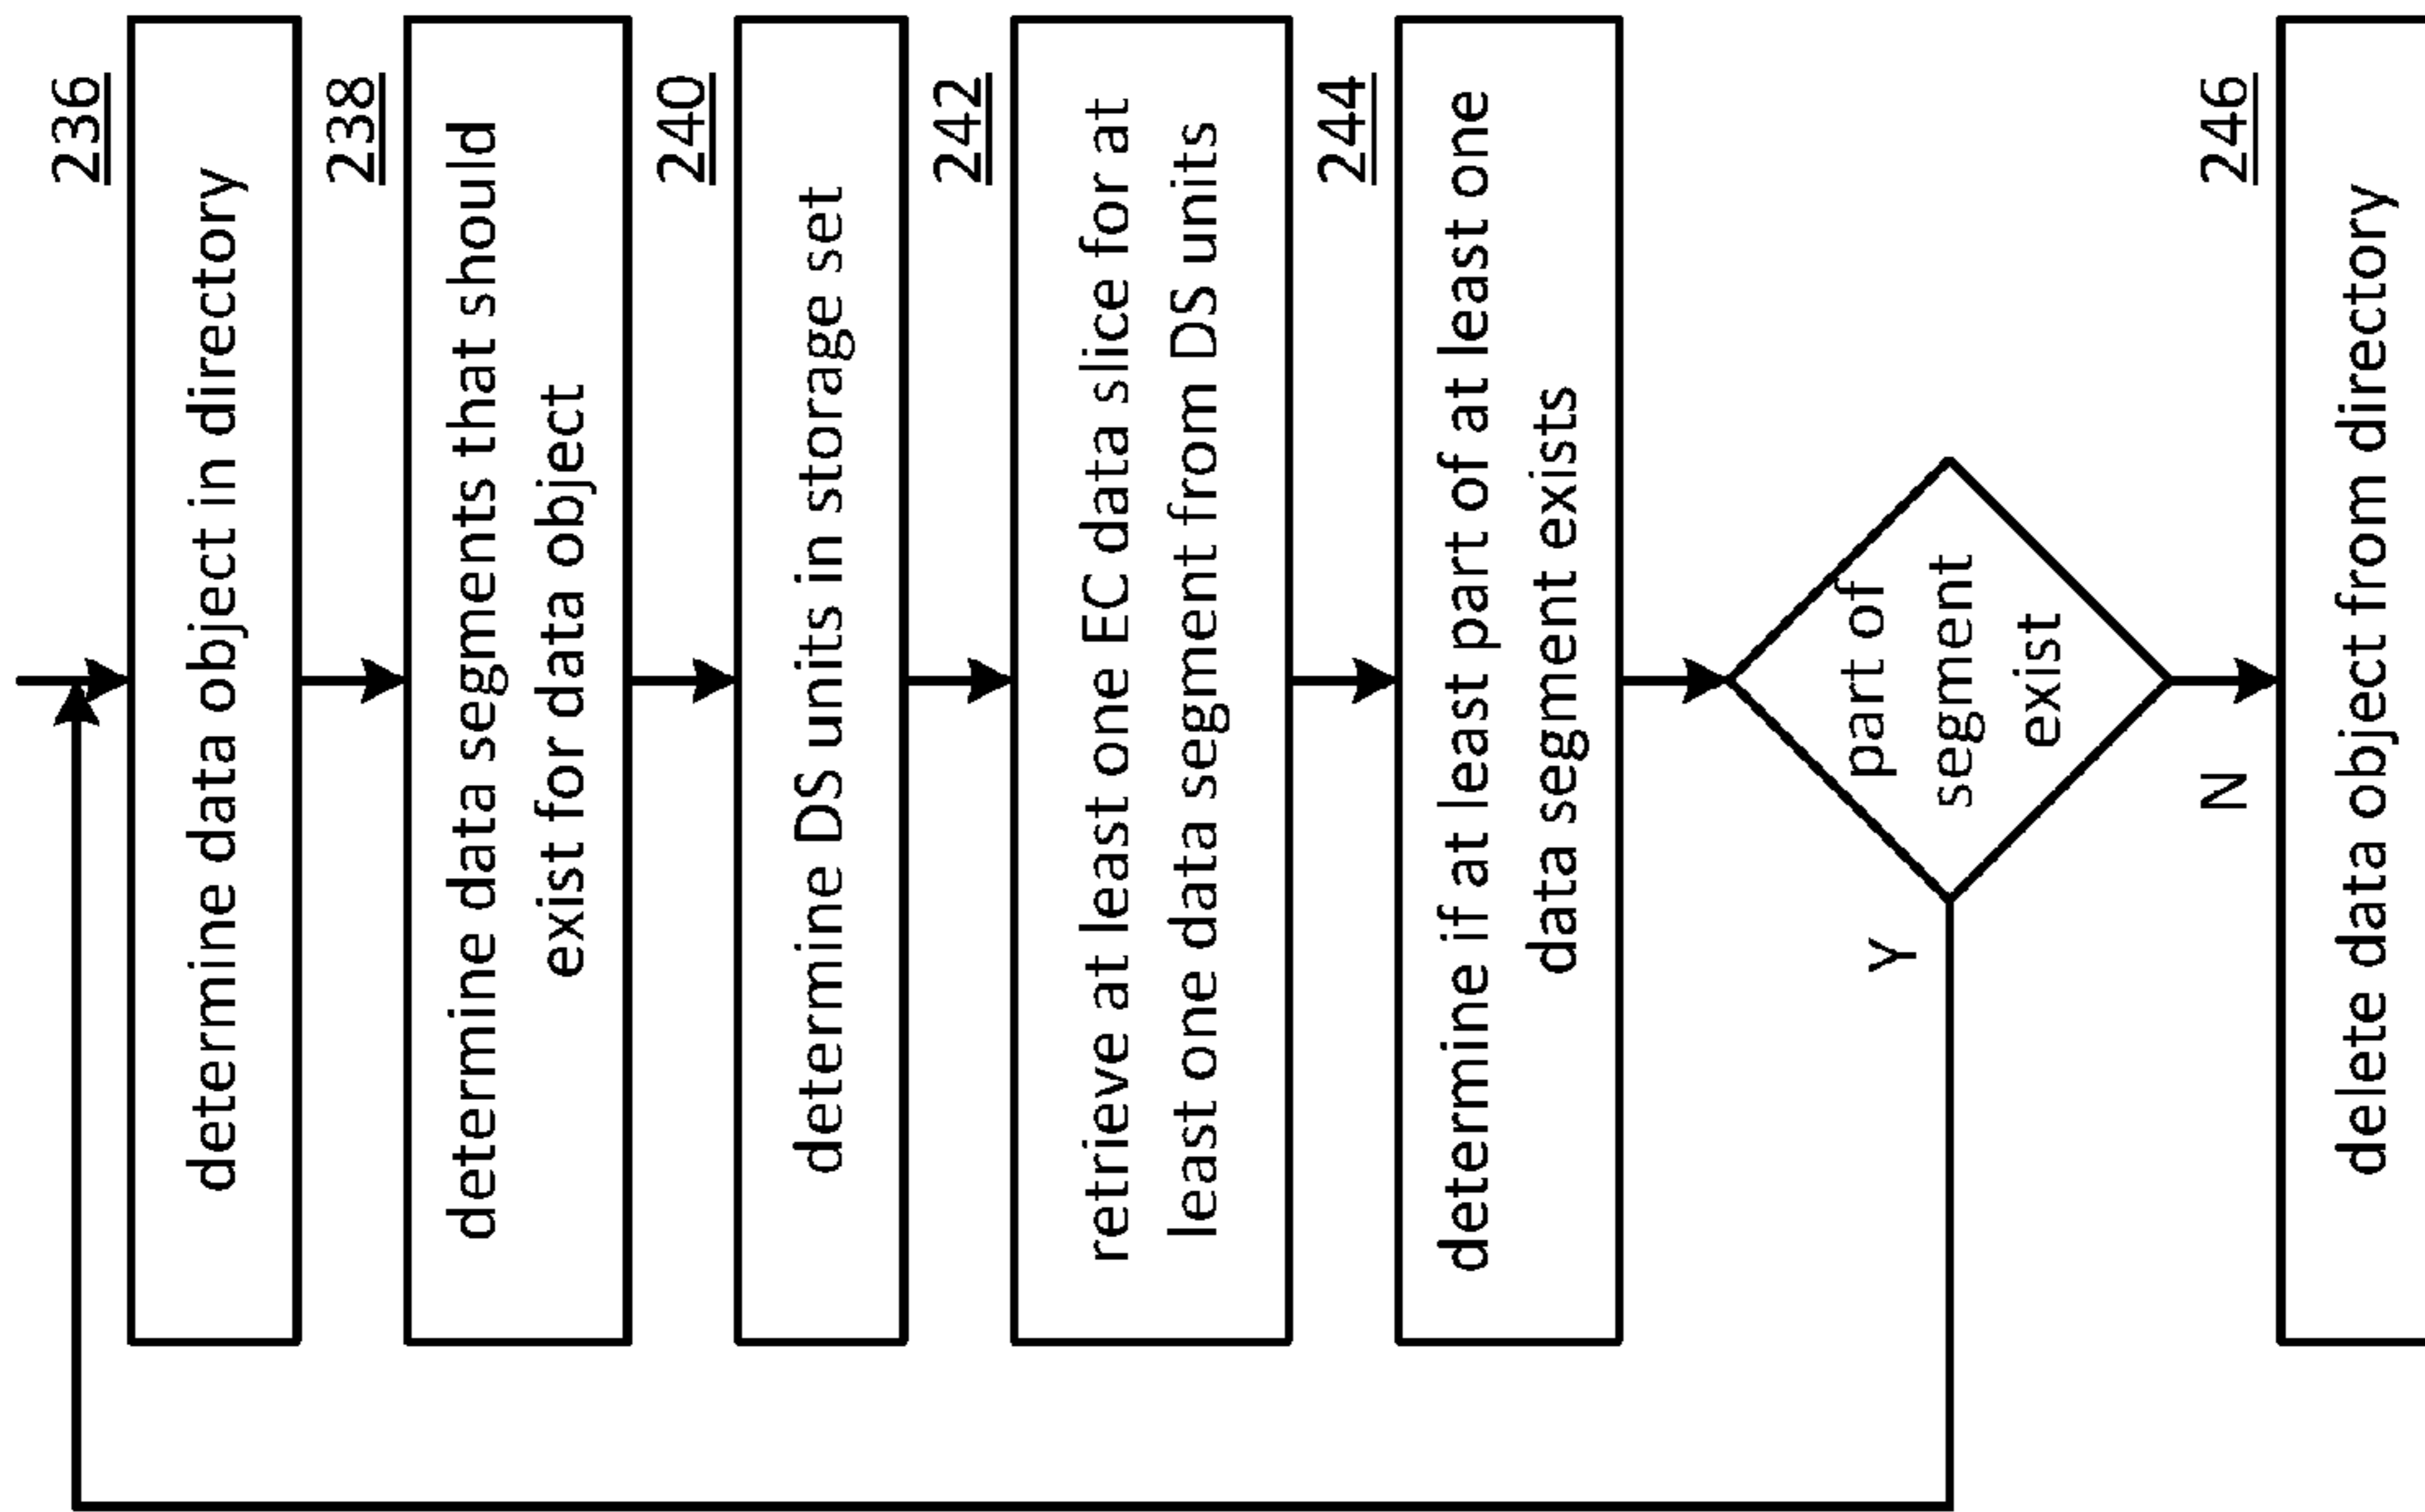 236
determine data object in directory
238
determine data segments that should
exist for data object
240
determine DS units in storage set
242
retrieve at least one EC data slice for at
least one data segment from DS units
244
determine if at least part of at least one
data segment exists
part of
segment
exist
Y
N
246
delete data object from directory